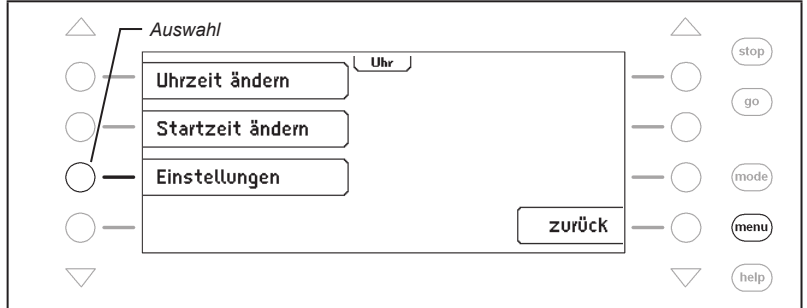 Auswahl
stop
Uhr
Uhrzeit ändern
go
Startzeit ändern
Einstellungen
mode
zurück
menu
help